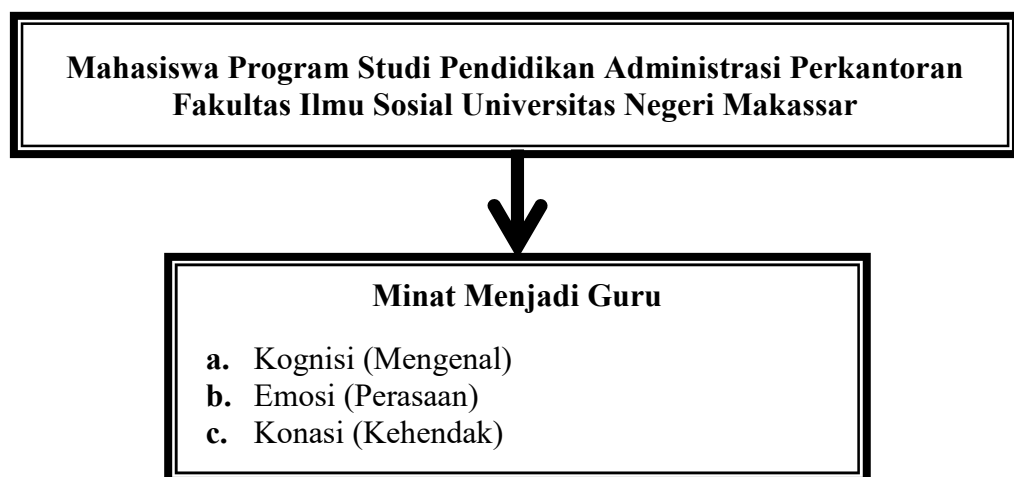 Mahasiswa Program Studi Pendidikan Administrasi Perkantoran
Fakultas Ilmu Sosial Universitas Negeri Makassar
Minat Menjadi Guru
a. Kognisi (Mengenal)
b. Emosi (Perasaan)
c. Konasi (Kehendak)